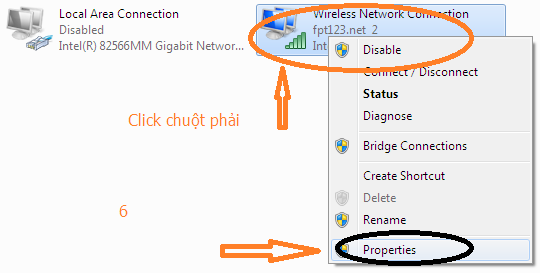 Local Area Connection
Disabled
Intel(R) 82566MM Gigabit Networ...
Wireless Network Connection
fpt123.net 2
Int
Disable
Connect / Disconnect
Status
Diagnose
Bridge Connections
Create Shortcut
Delete
Rename
Properties
Click chuột phải
6